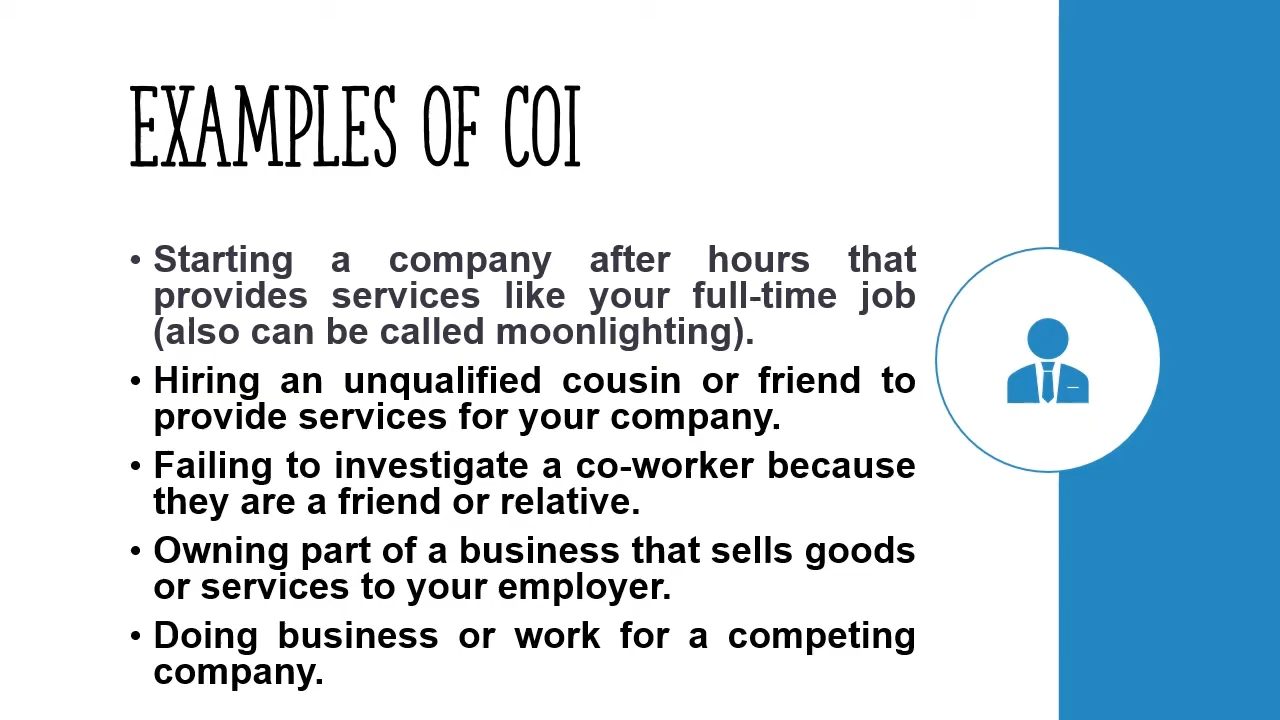 EXAMPLES OF COI
• Starting a company after hours that
provides services like your full-time job
(also can be called moonlighting).
• Hiring an unqualified cousin or friend to
provide services for your company.
• Failing to investigate a co-worker because
they are a friend or relative.
• Owning part of a business that sells goods
or services to your employer.
• Doing business or work for a competing
company.